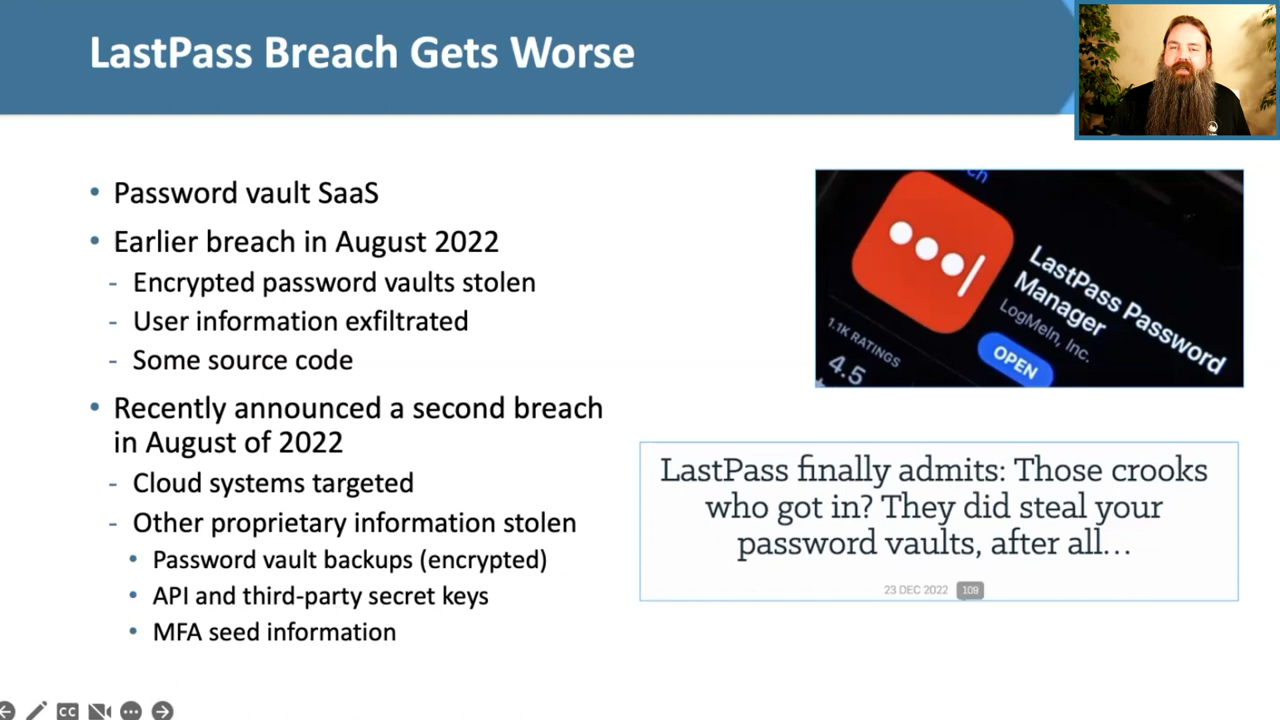 LastPass Breach Gets Worse
• Password vault SaaS
• Earlier breach in August 2022
- Encrypted password vaults stolen
- User information exfiltrated
- Some source code
• Recently announced a second breach
in August of 2022
- Cloud systems targeted
- Other proprietary information stolen
• Password vault backups (encrypted)
• API and third-party secret keys
• MFA seed information
LastPass Password
Manager
LogMeIn, Inc.
OPEN
1.1K RATINGS
4.5
LastPass finally admits: Those crooks
who got in? They did steal your
password vaults, after all…
23 DEC 2022 109
CC